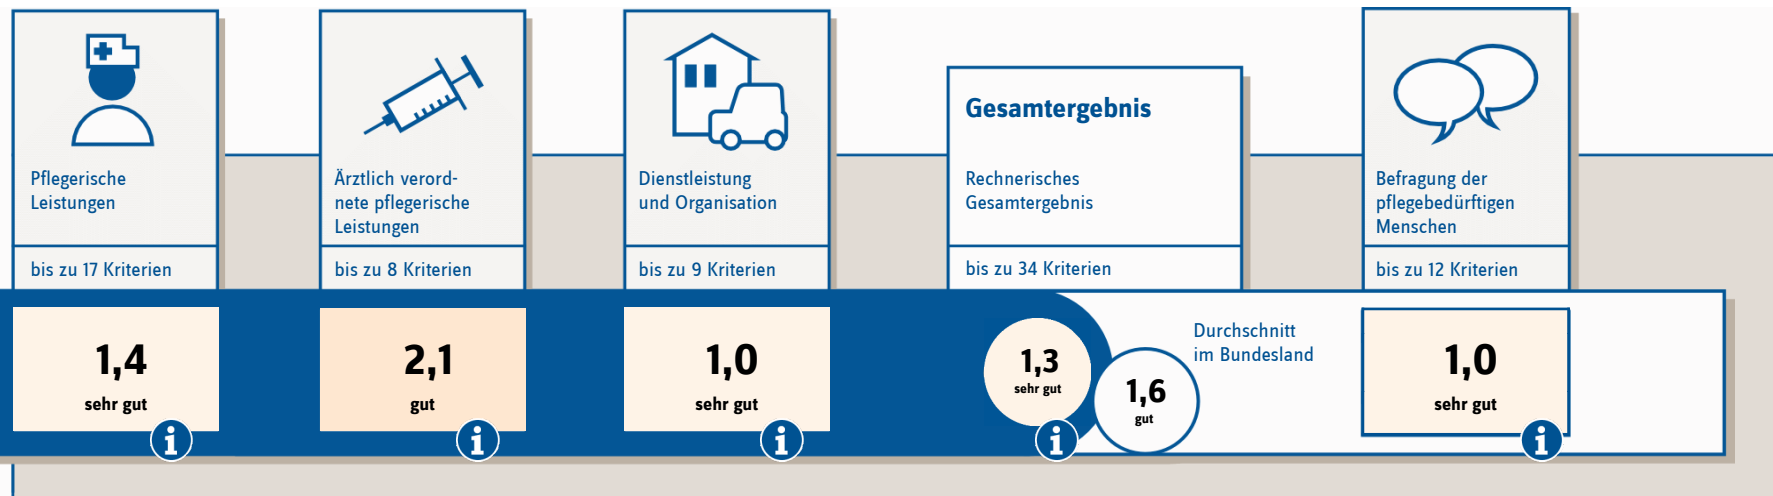 Pflegerische
Leistungen
bis zu 17 Kriterien
1,4
sehr gut
i
Ärztlich verord-
nete pflegerische
Leistungen
bis zu 8 Kriterien
2,1
gut
i
Dienstleistung
und Organisation
bis zu 9 Kriterien
1,0
sehr gut
i
Gesamtergebnis
Rechnerisches
Gesamtergebnis
bis zu 34 Kriterien
1,3
sehr gut
i
1,6
gut
Durchschnitt
im Bundesland
Befragung der
pflegebedürftigen
Menschen
bis zu 12 Kriterien
1,0
sehr gut
i